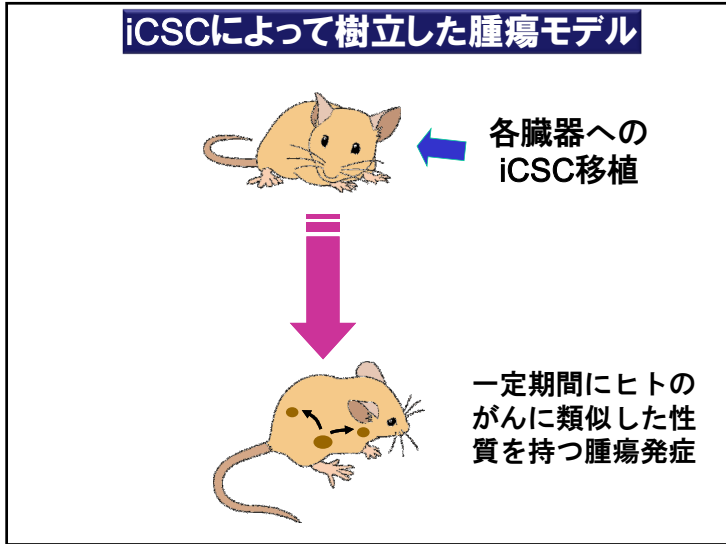 iCSCによって樹立した腫瘍モデル
各臓器への
iCSC移植
一定期間にヒトの
がんに類似した性
質を持つ腫瘍発症